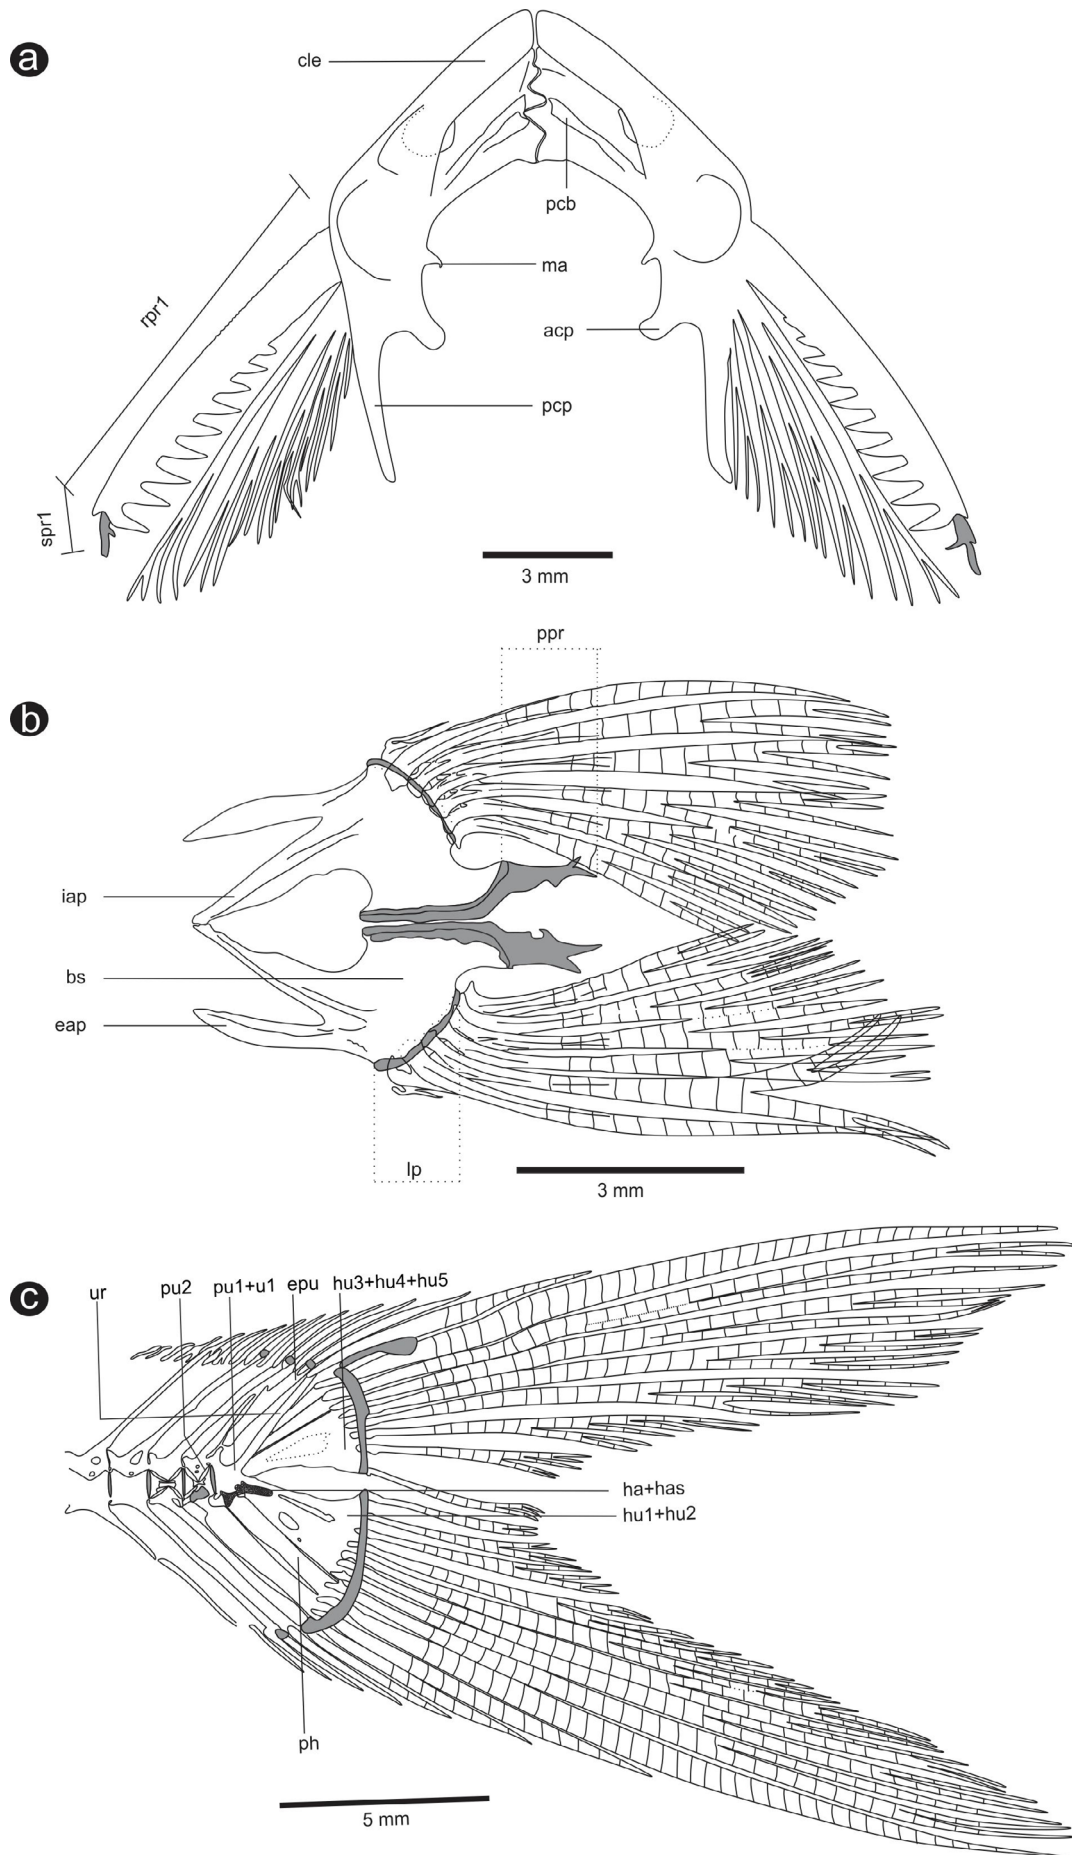 a
cle
pcb
ma
rpr1
acp
pcp
spr1
3 mm
ppr
b
iap
bs
eap
lp
3 mm
c
ur pu2 pu1+u1 epu hu3+hu4+hu5
ha+has
hu1+hu2
ph
5 mm